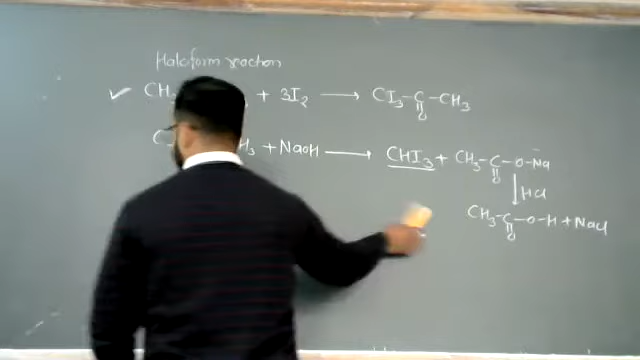 Haloform reaction
✓ CH3 + 3I2 ⟶ CI3-C-CH3
O
H3 + NaOH ⟶ CHI3 + CH3-C-O-Na
O
↓ HCl
CH3-C-O-H + NaCl
O